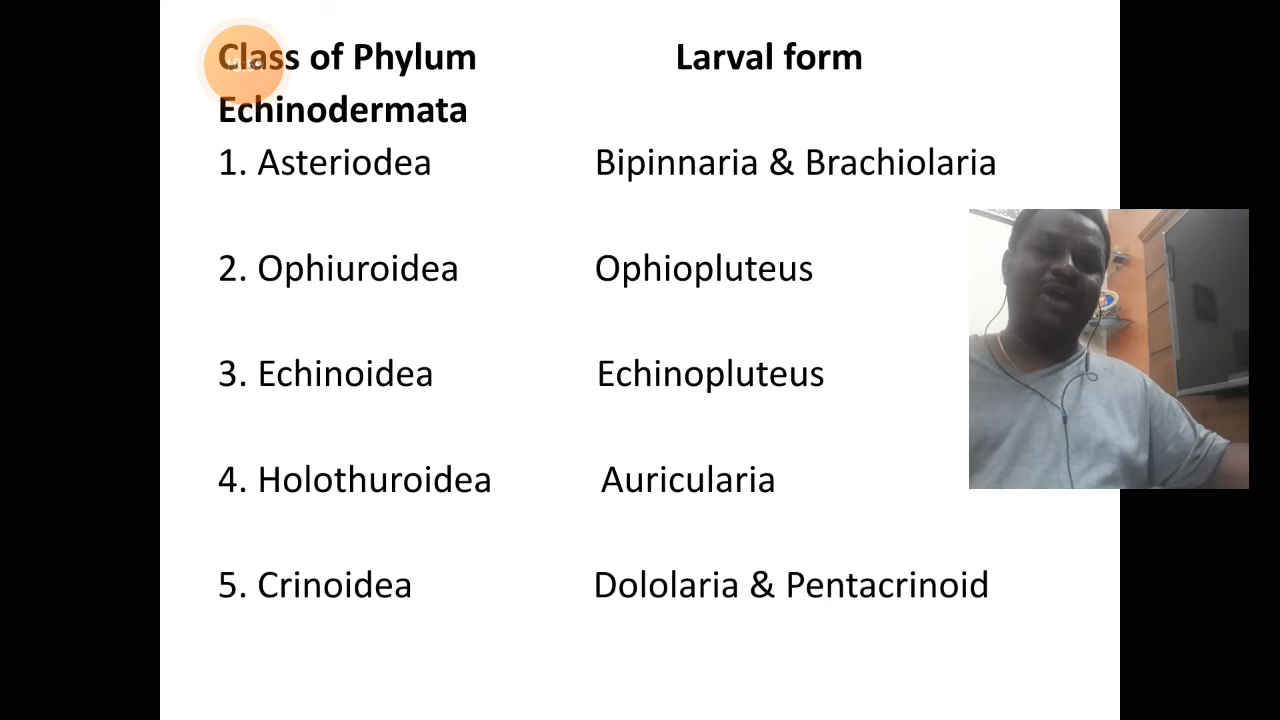 Class of Phylum Larval form
Echinodermata
1. Asteriodea Bipinnaria & Brachiolaria
2. Ophiuroidea Ophiopluteus
3. Echinoidea Echinopluteus
4. Holothuroidea Auricularia
5. Crinoidea Dololaria & Pentacrinoid